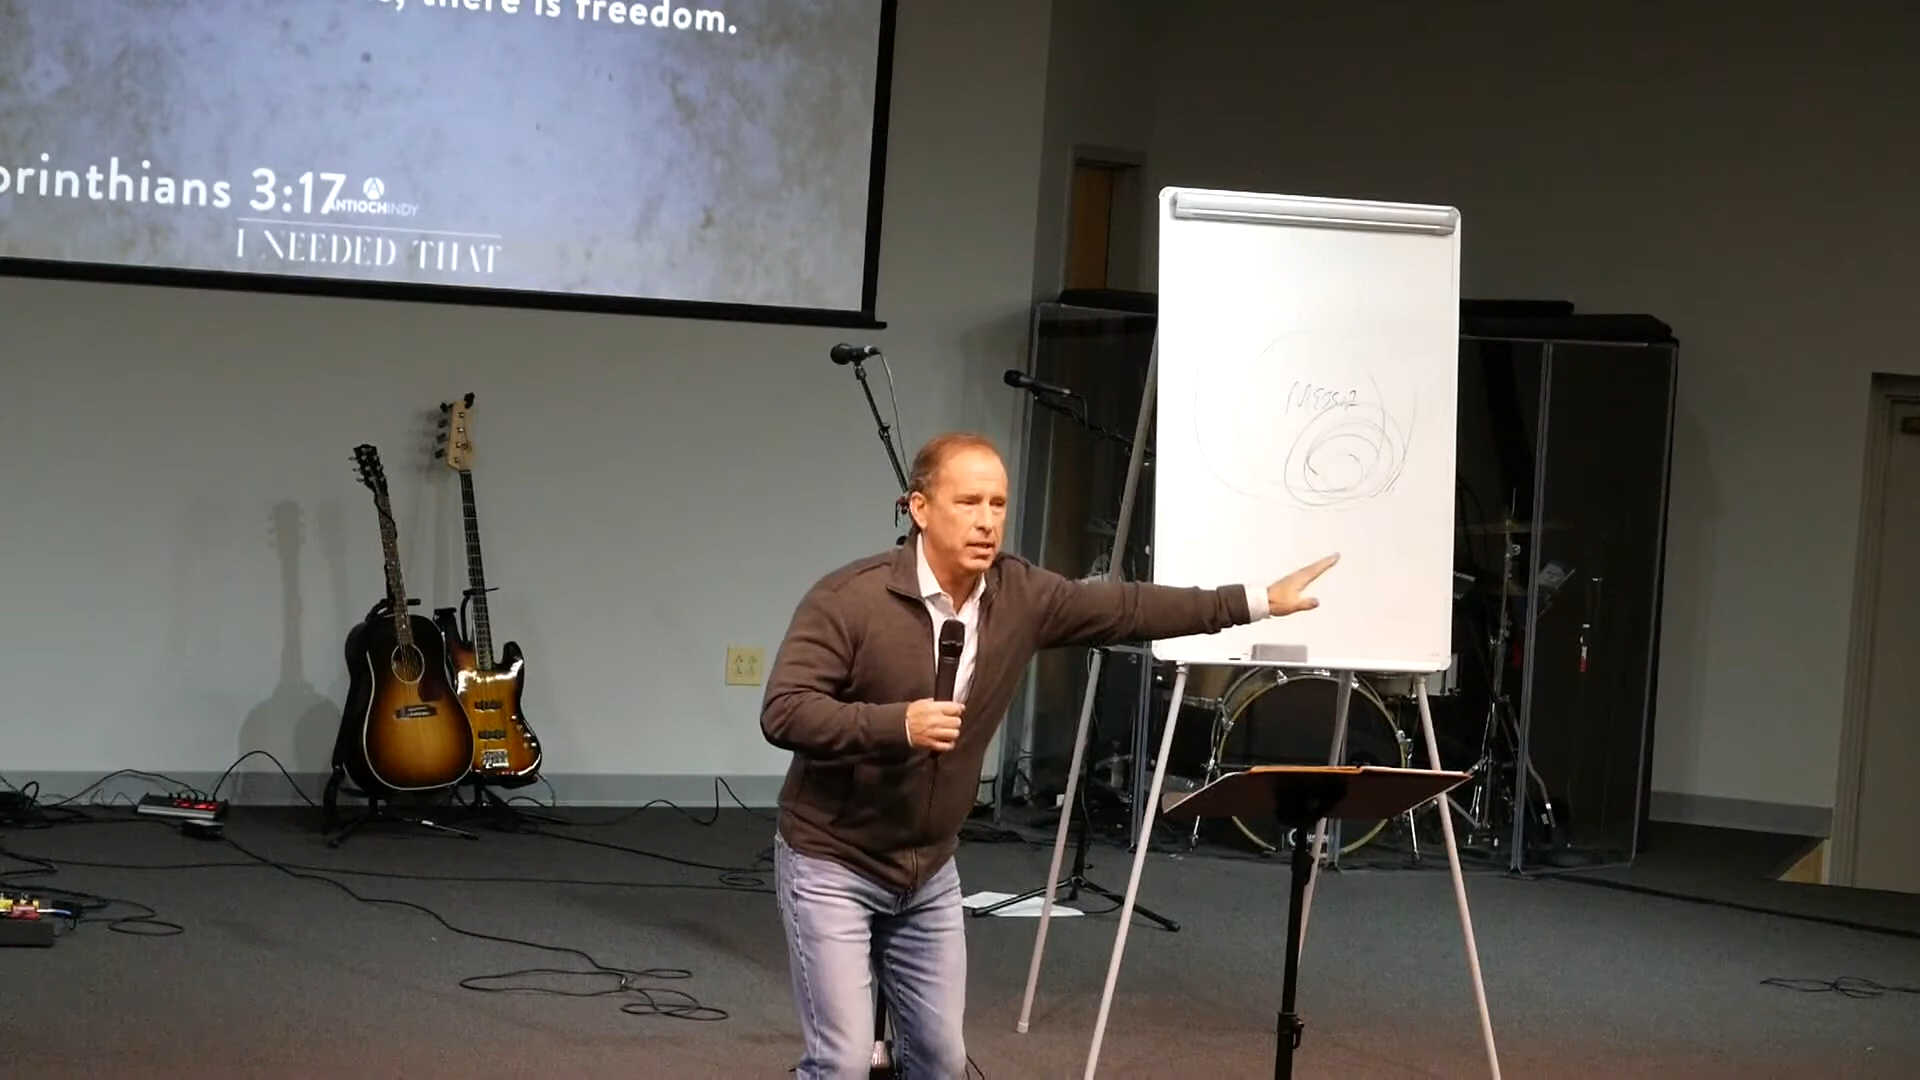 there is freedom.
orinthians 3:17
ANTIOCHINDY
I NEEDED THAT